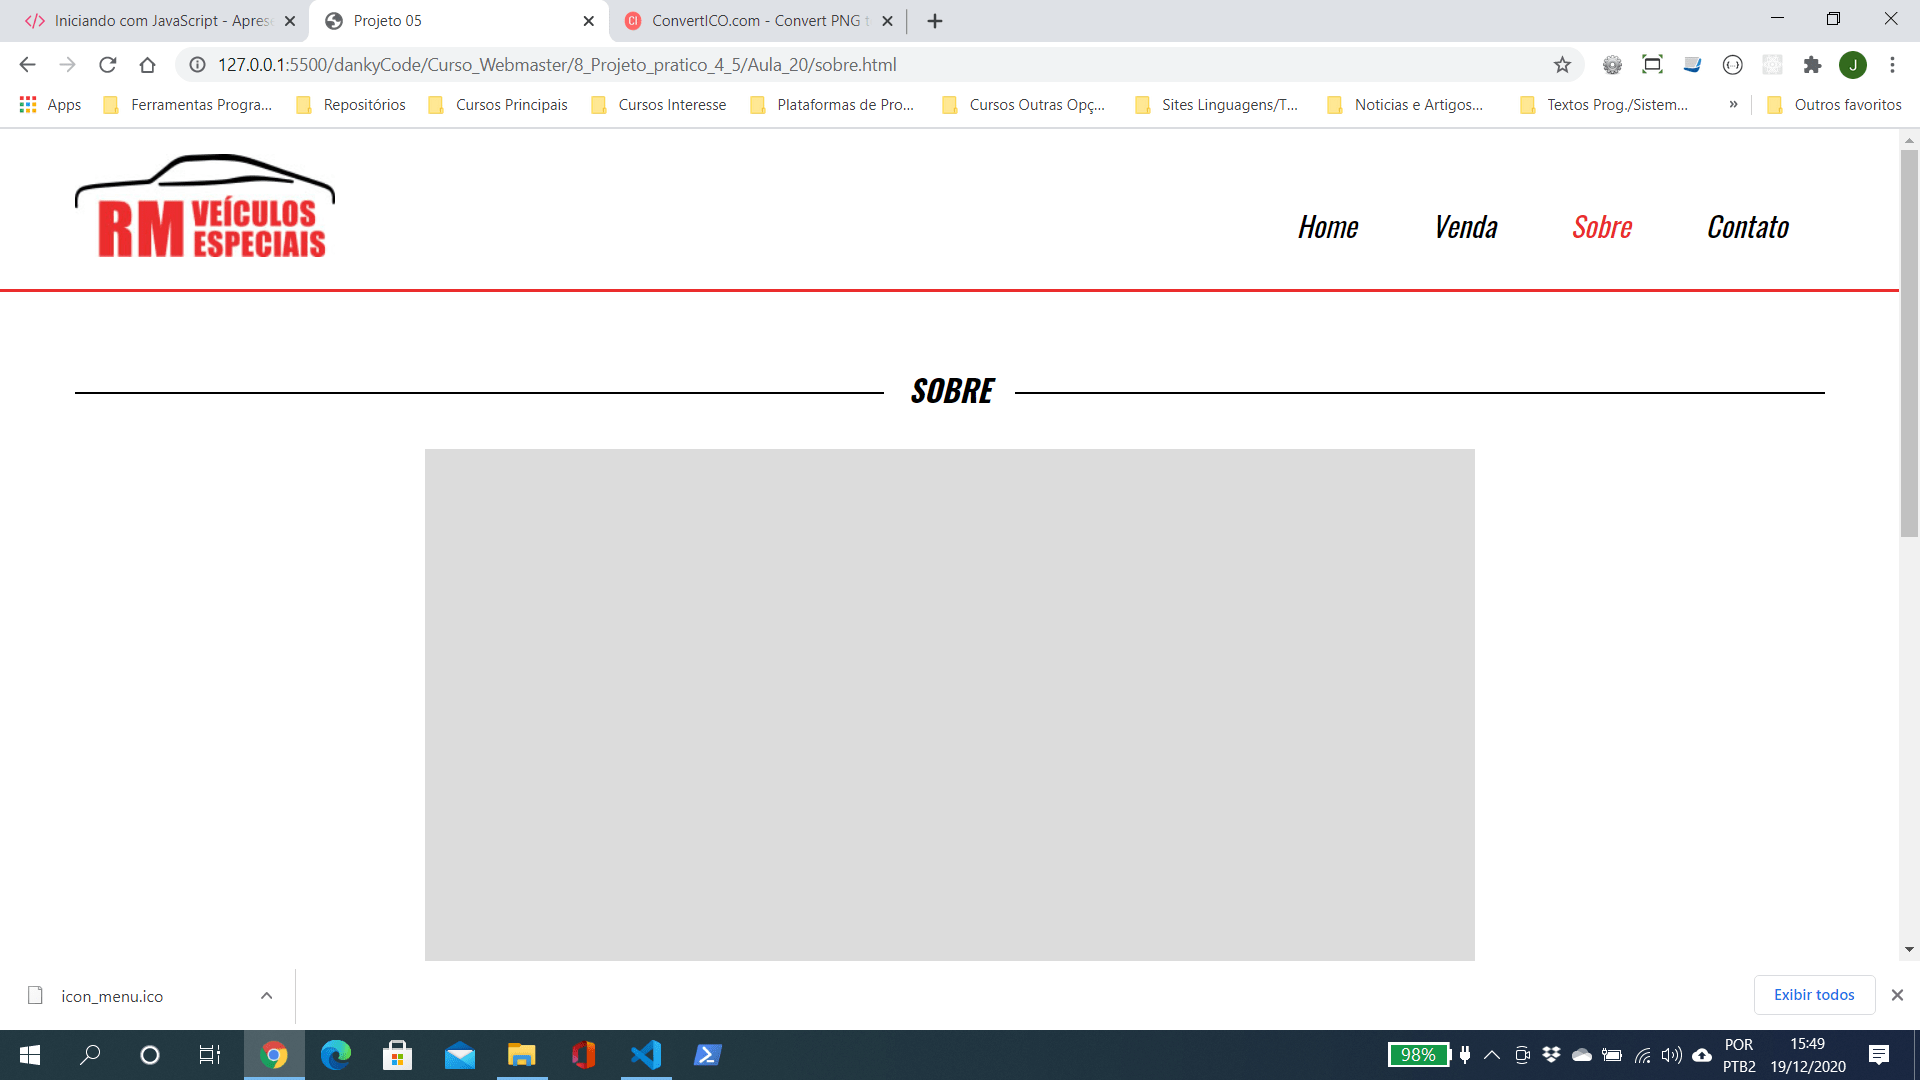 Iniciando com JavaScript - Aprese
Projeto 05
CI
ConvertICO.com - Convert PNG t
127.0.0.1:5500/dankyCode/Curso_Webmaster/8_Projeto_pratico_4_5/Aula_20/sobre.html
J
Apps
Ferramentas Progra...
Repositórios
Cursos Principais
Cursos Interesse
Plataformas de Pro...
Cursos Outras Opç...
Sites Linguagens/T...
Noticias e Artigos...
Textos Prog./Sistem...
»
Outros favoritos
RM VEÍCULOS
ESPECIAIS
Home
Venda
Sobre
Contato
SOBRE
icon_menu.ico
Exibir todos
98%
POR
PTB2
15:49
19/12/2020